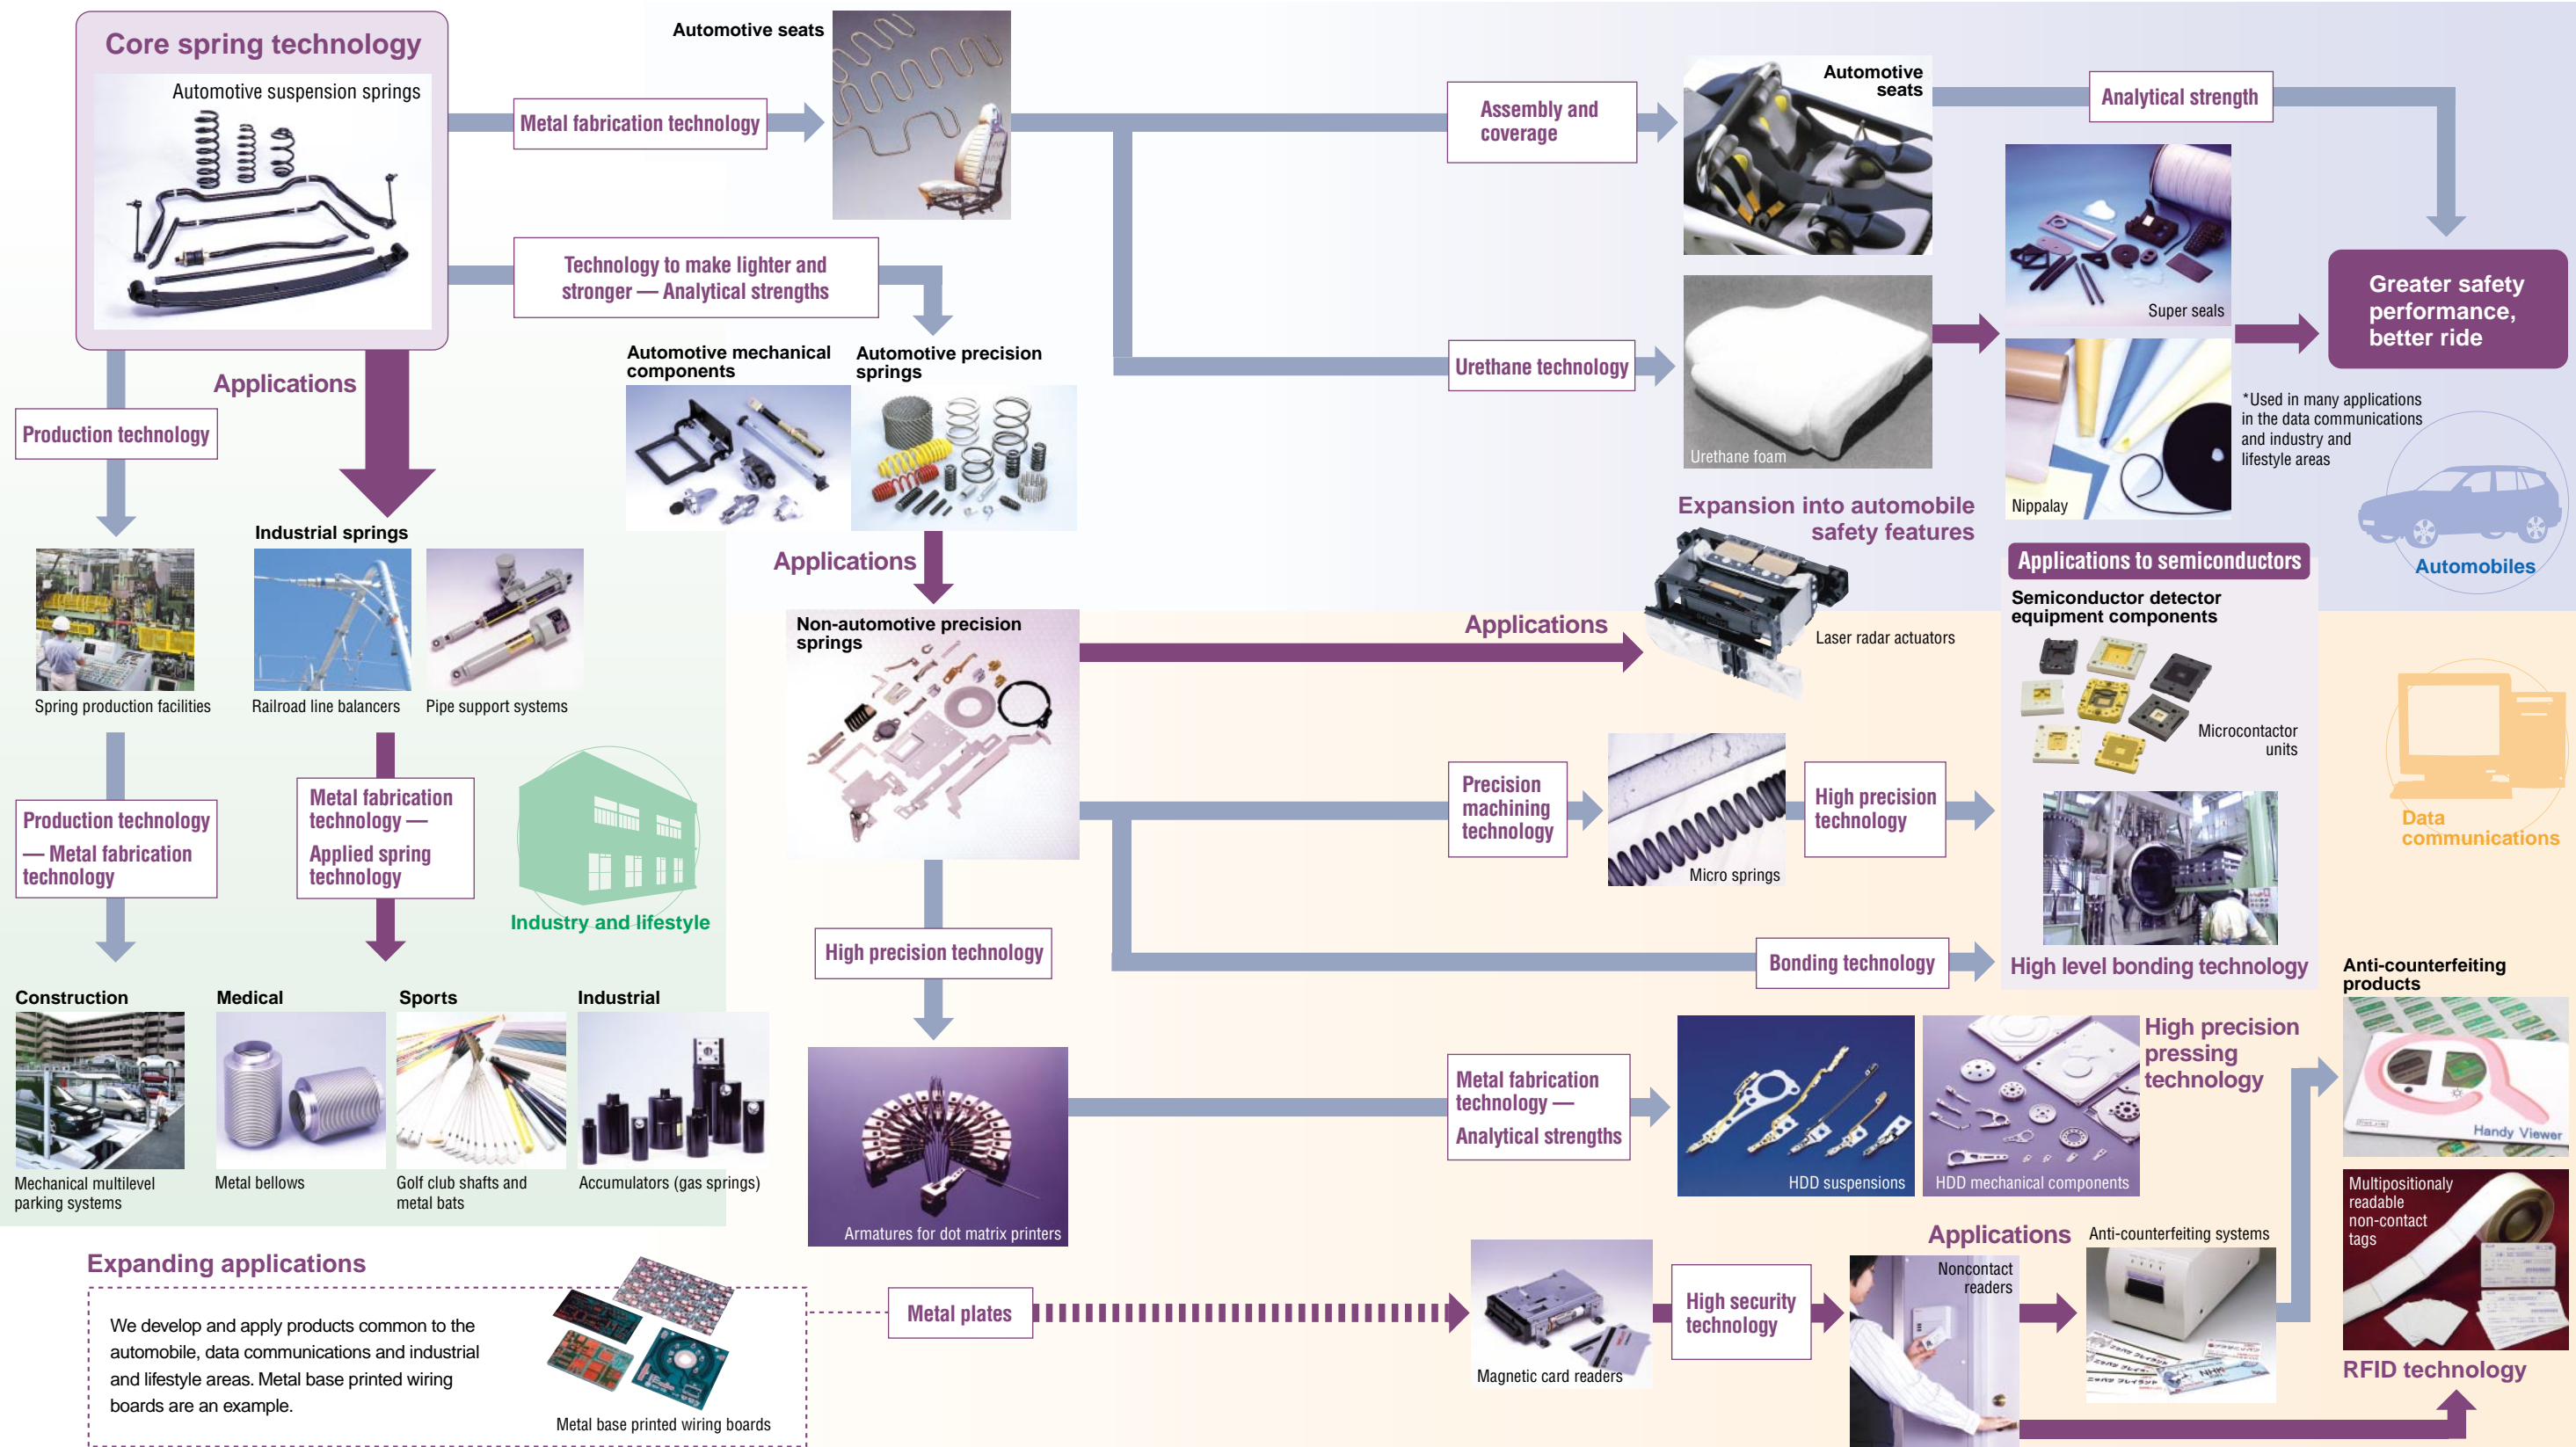 Core spring technology
Automotive suspension springs
Metal fabrication technology
Automotive seats
Assembly and
coverage
Automotive
seats
Analytical strength
Technology to make lighter and
stronger — Analytical strengths
Super seals
Greater safety
performance,
better ride
Applications
Production technology
Automotive mechanical
components
Automotive precision
springs
Urethane technology
Urethane foam
Nippalay
*Used in many applications
in the data communications
and industry and
lifestyle areas
Automobiles
Expansion into automobile
safety features
Industrial springs
Spring production facilities
Railroad line balancers
Pipe support systems
Applications
Non-automotive precision
springs
Applications
Laser radar actuators
Applications to semiconductors
Semiconductor detector
equipment components
Microcontactor
units
Data
communications
Production technology
— Metal fabrication
technology
Metal fabrication
technology —
Applied spring
technology
Industry and lifestyle
Precision
machining
technology
Micro springs
High precision
technology
High precision technology
Bonding technology
High level bonding technology
Construction
Mechanical multilevel
parking systems
Medical
Metal bellows
Sports
Golf club shafts and
metal bats
Industrial
Accumulators (gas springs)
Armatures for dot matrix printers
Metal fabrication
technology —
Analytical strengths
HDD suspensions
HDD mechanical components
High precision
pressing
technology
Anti-counterfeiting
products
Handy Viewer
Multipositionaly
readable
non-contact
tags
RFID technology
Expanding applications
We develop and apply products common to the
automobile, data communications and industrial
and lifestyle areas. Metal base printed wiring
boards are an example.
Metal base printed wiring boards
Metal plates
Magnetic card readers
High security
technology
Applications
Noncontact
readers
Anti-counterfeiting systems
NHK